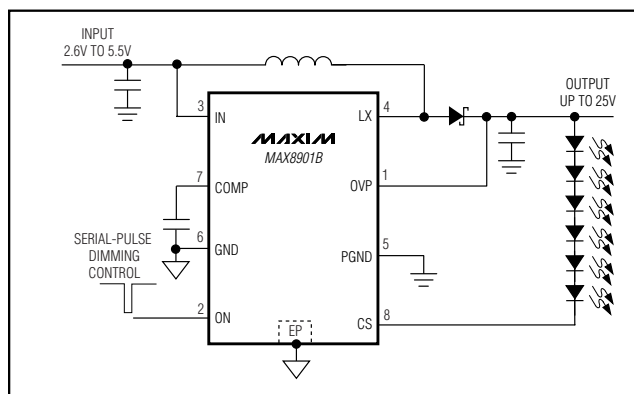 INPUT
2.6V TO 5.5V
OUTPUT
UP TO 25V
3
IN
LX
4
MAXIM
MAX8901B
7
COMP
OVP
1
SERIAL-PULSE
DIMMING
CONTROL
6
GND
PGND
5
2
ON
EP
CS
8